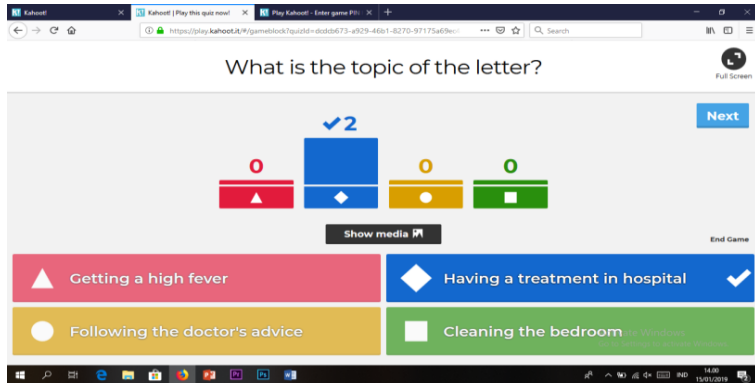 Kahoot!
Kahoot! | Play this quiz now!
Play Kahoot! - Enter game PIN
https://play.kahoot.it/#/gameblock?quizId=dcdcb673-a929-46b1-8270-97175a69ec
Search
What is the topic of the letter?
Full Screen
Next
2
0
0
0
Show media
End Game
Getting a high fever
Having a treatment in hospital
Following the doctor's advice
Cleaning the bedroom
IND
14.00
15/01/2019